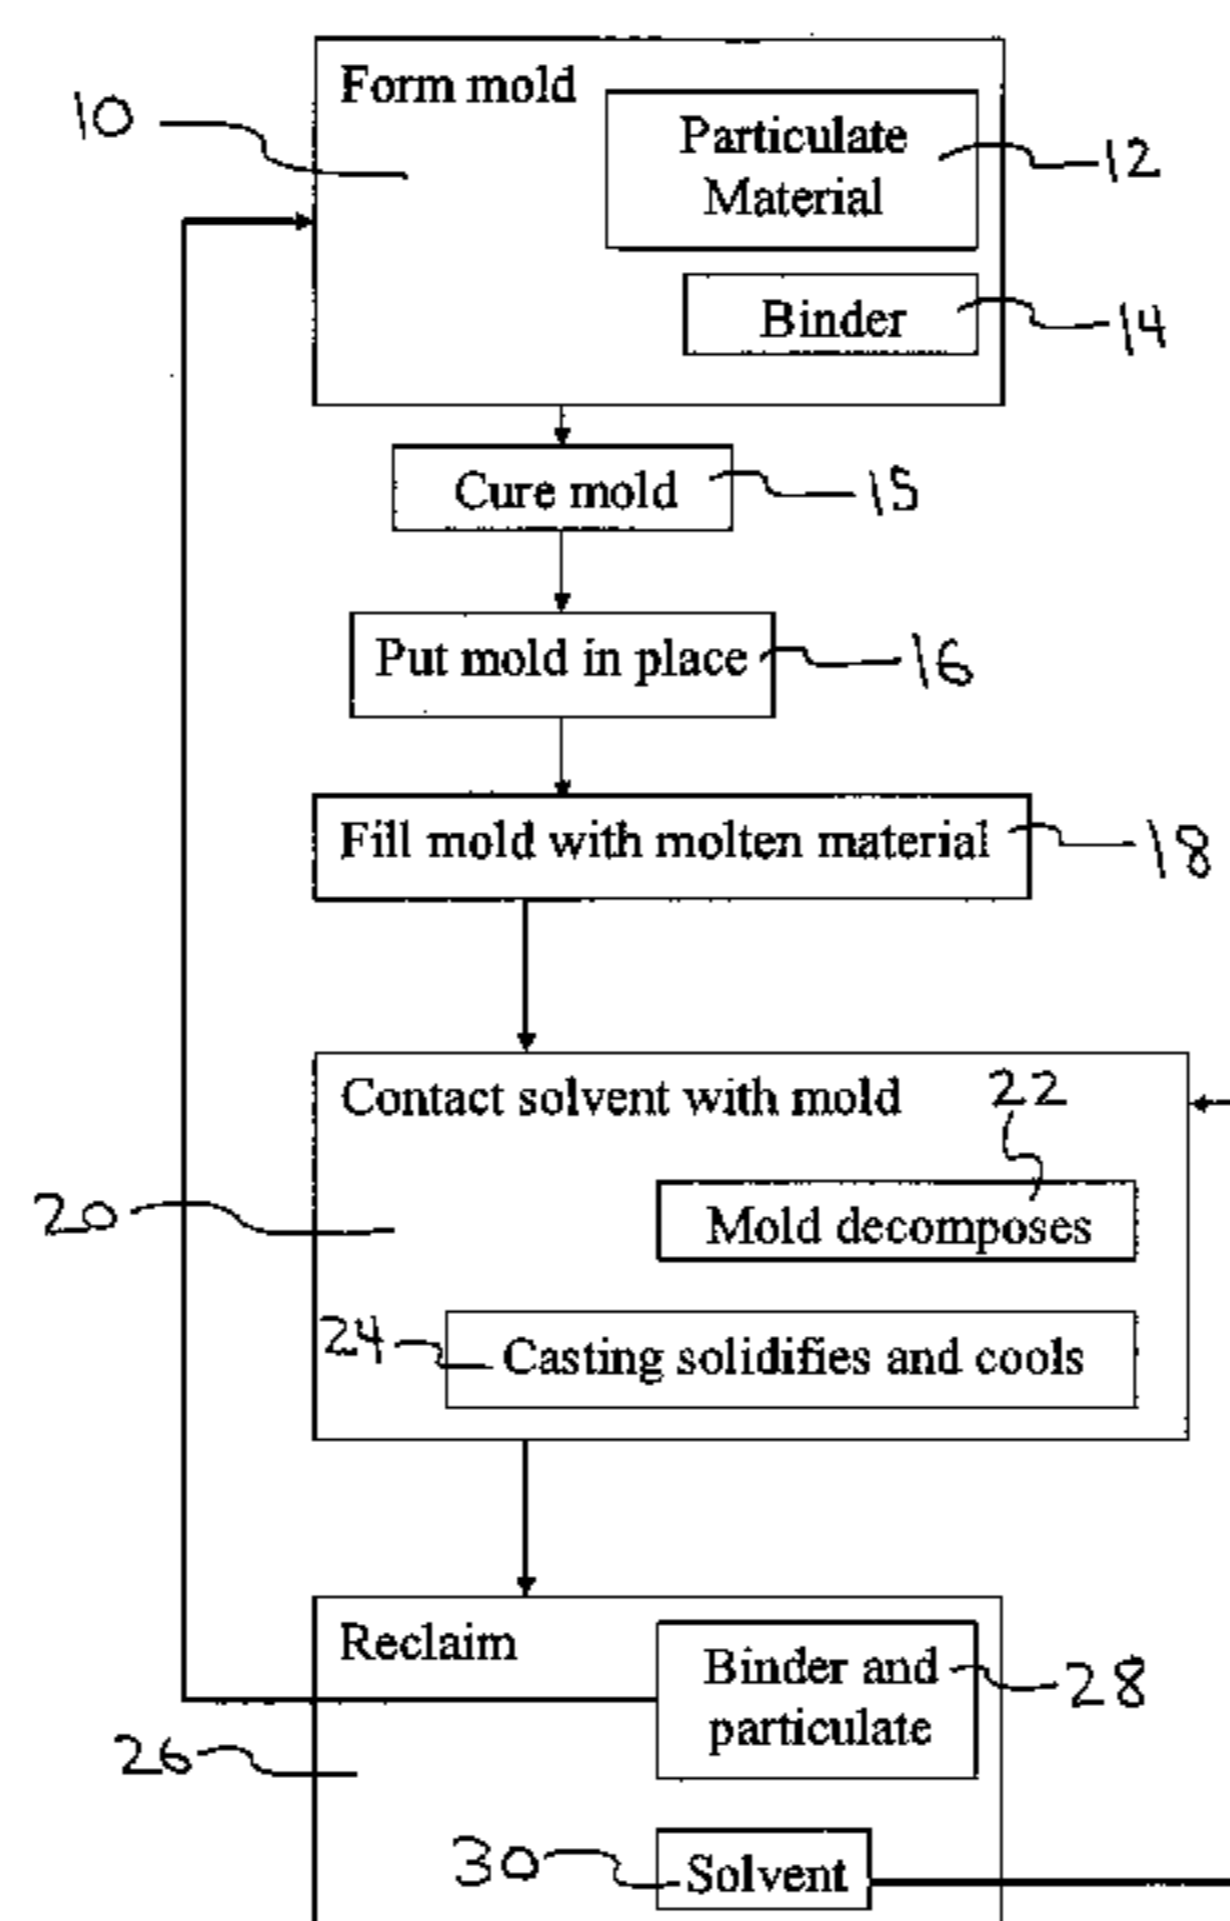 Form mold
10
Particulate
Material
12
Binder
14
Cure mold
15
Put mold in place
16
Fill mold with molten material
18
Contact solvent with mold
22
20
Mold decomposes
24
Casting solidifies and cools
Reclaim
Binder and
particulate
28
26
30
Solvent